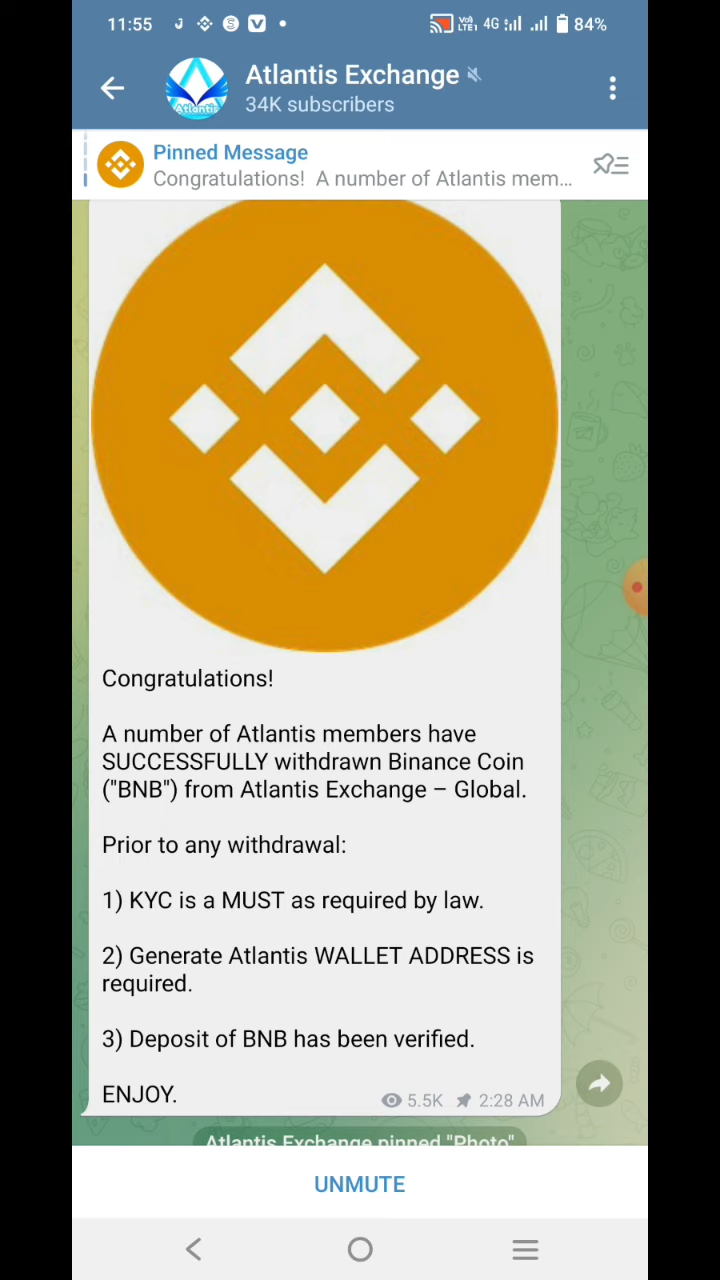 11:55
84%
4G
Atlantis Exchange
34K subscribers
Atlantis
Pinned Message
Congratulations! A number of Atlantis mem...
Congratulations!
A number of Atlantis members have
SUCCESSFULLY withdrawn Binance Coin
("BNB") from Atlantis Exchange – Global.
Prior to any withdrawal:
1) KYC is a MUST as required by law.
2) Generate Atlantis WALLET ADDRESS is
required.
3) Deposit of BNB has been verified.
ENJOY.
5.5K 2:28 AM
Atlantis Exchange pinned "Photo"
UNMUTE